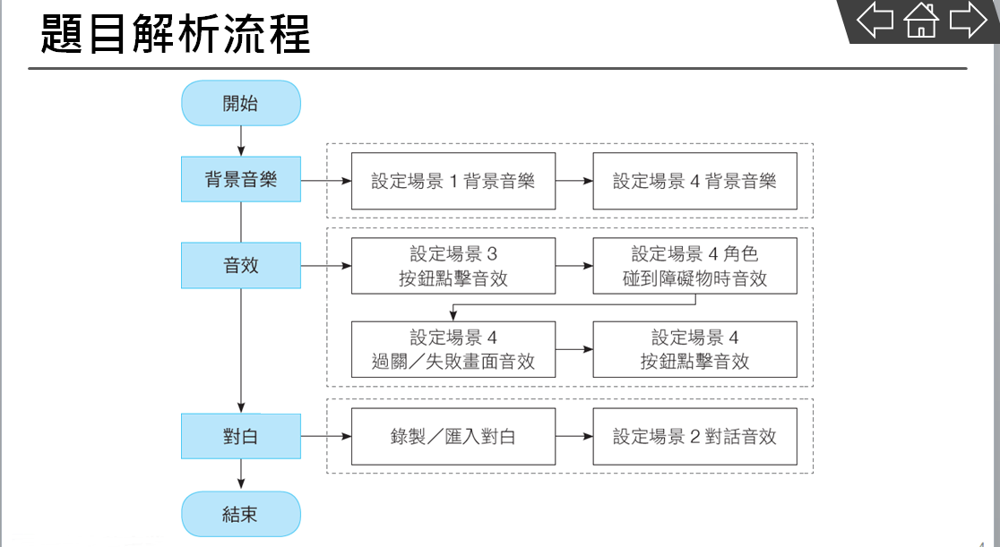 題目解析流程
開始
背景音樂
設定場景 1 背景音樂
設定場景 4 背景音樂
音效
設定場景 3
按鈕點擊音效
設定場景 4 角色
碰到障礙物時音效
設定場景 4
過關／失敗畫面音效
設定場景 4
按鈕點擊音效
對白
錄製／匯入對白
設定場景 2 對話音效
結束